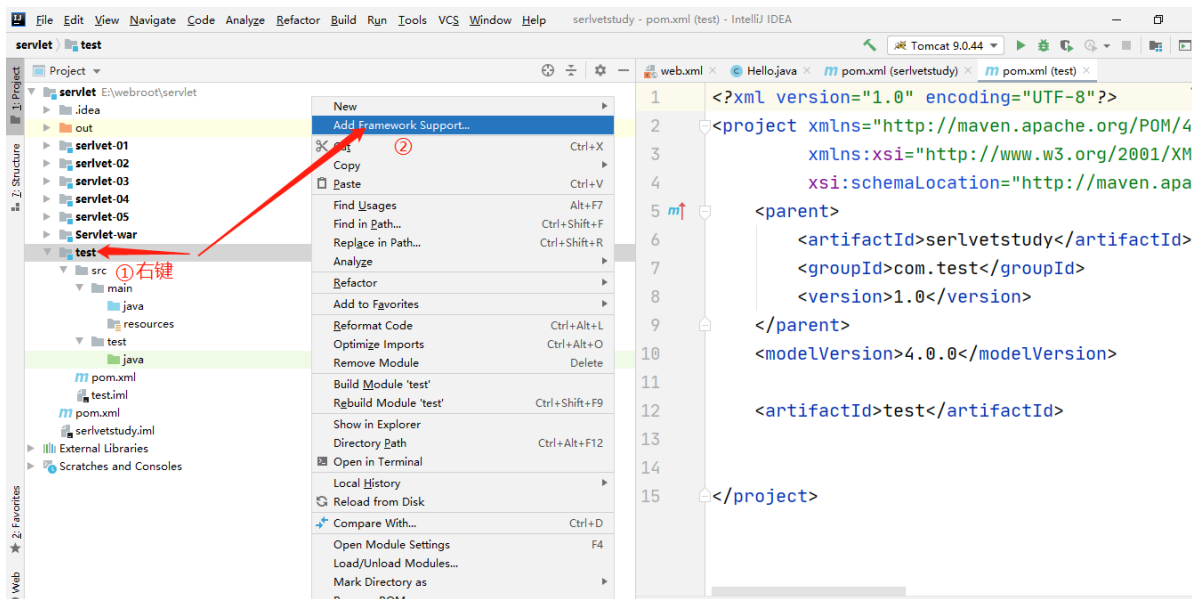 File Edit View Navigate Code Analyze Refactor Build Run Tools VCS Window Help serlvetstudy - pom.xml (test) - IntelliJ IDEA
servlet test
Tomcat 9.0.44
1: Project
Project
web.xml
Hello.java
pom.xml (serlvetstudy)
pom.xml (test)
servlet E:\webroot\servlet
.idea
out
serlvet-01
servlet-02
servlet-03
servlet-04
servlet-05
Servlet-war
test
①右键
src
main
java
resources
test
java
pom.xml
test.iml
pom.xml
serlvetstudy.iml
External Libraries
Scratches and Consoles
7: Structure
2: Favorites
Web
New
Add Framework Support...
②
Cut Ctrl+X
Copy
Paste Ctrl+V
Find Usages Alt+F7
Find in Path... Ctrl+Shift+F
Replace in Path... Ctrl+Shift+R
Analyze
Refactor
Add to Favorites
Reformat Code Ctrl+Alt+L
Optimize Imports Ctrl+Alt+O
Remove Module Delete
Build Module 'test'
Rebuild Module 'test' Ctrl+Shift+F9
Show in Explorer
Directory Path Ctrl+Alt+F12
Open in Terminal
Local History
Reload from Disk
Compare With... Ctrl+D
Open Module Settings F4
Load/Unload Modules...
Mark Directory as
1 <?xml version="1.0" encoding="UTF-8"?>
2 <project xmlns="http://maven.apache.org/POM/4
3 xmlns:xsi="http://www.w3.org/2001/XM
4 xsi:schemaLocation="http://maven.apa
5 <parent>
6 <artifactId>serlvetstudy</artifactId>
7 <groupId>com.test</groupId>
8 <version>1.0</version>
9 </parent>
10 <modelVersion>4.0.0</modelVersion>
11
12 <artifactId>test</artifactId>
13
14
15 </project>